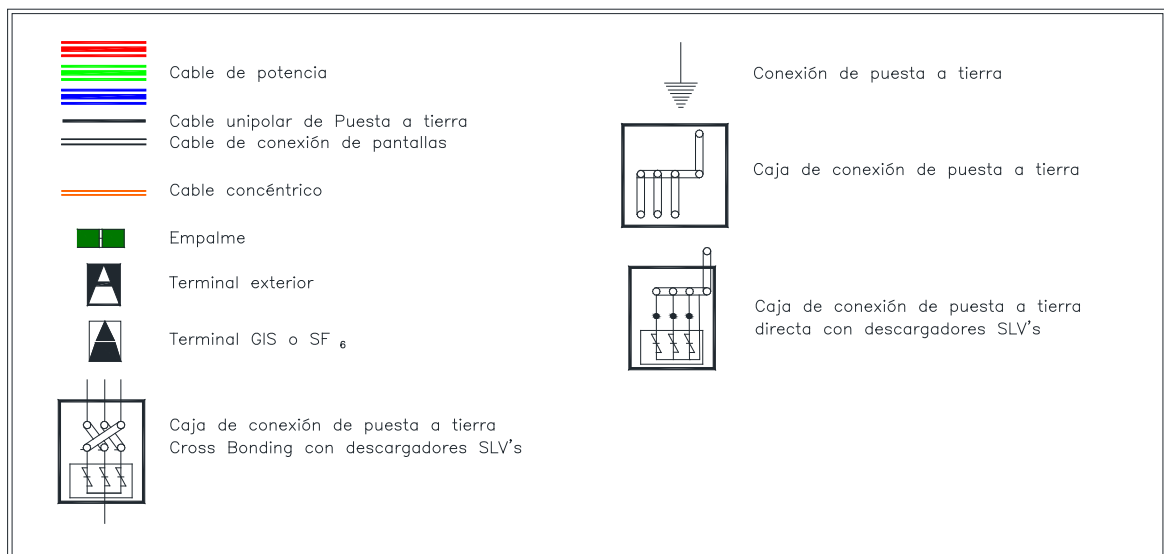 Cable de potencia
Cable unipolar de Puesta a tierra
Cable de conexión de pantallas
Cable concéntrico
Empalme
Terminal exterior
Terminal GIS o SF 6
Caja de conexión de puesta a tierra
Cross Bonding con descargadores SLV's
Conexión de puesta a tierra
Caja de conexión de puesta a tierra
Caja de conexión de puesta a tierra
directa con descargadores SLV's